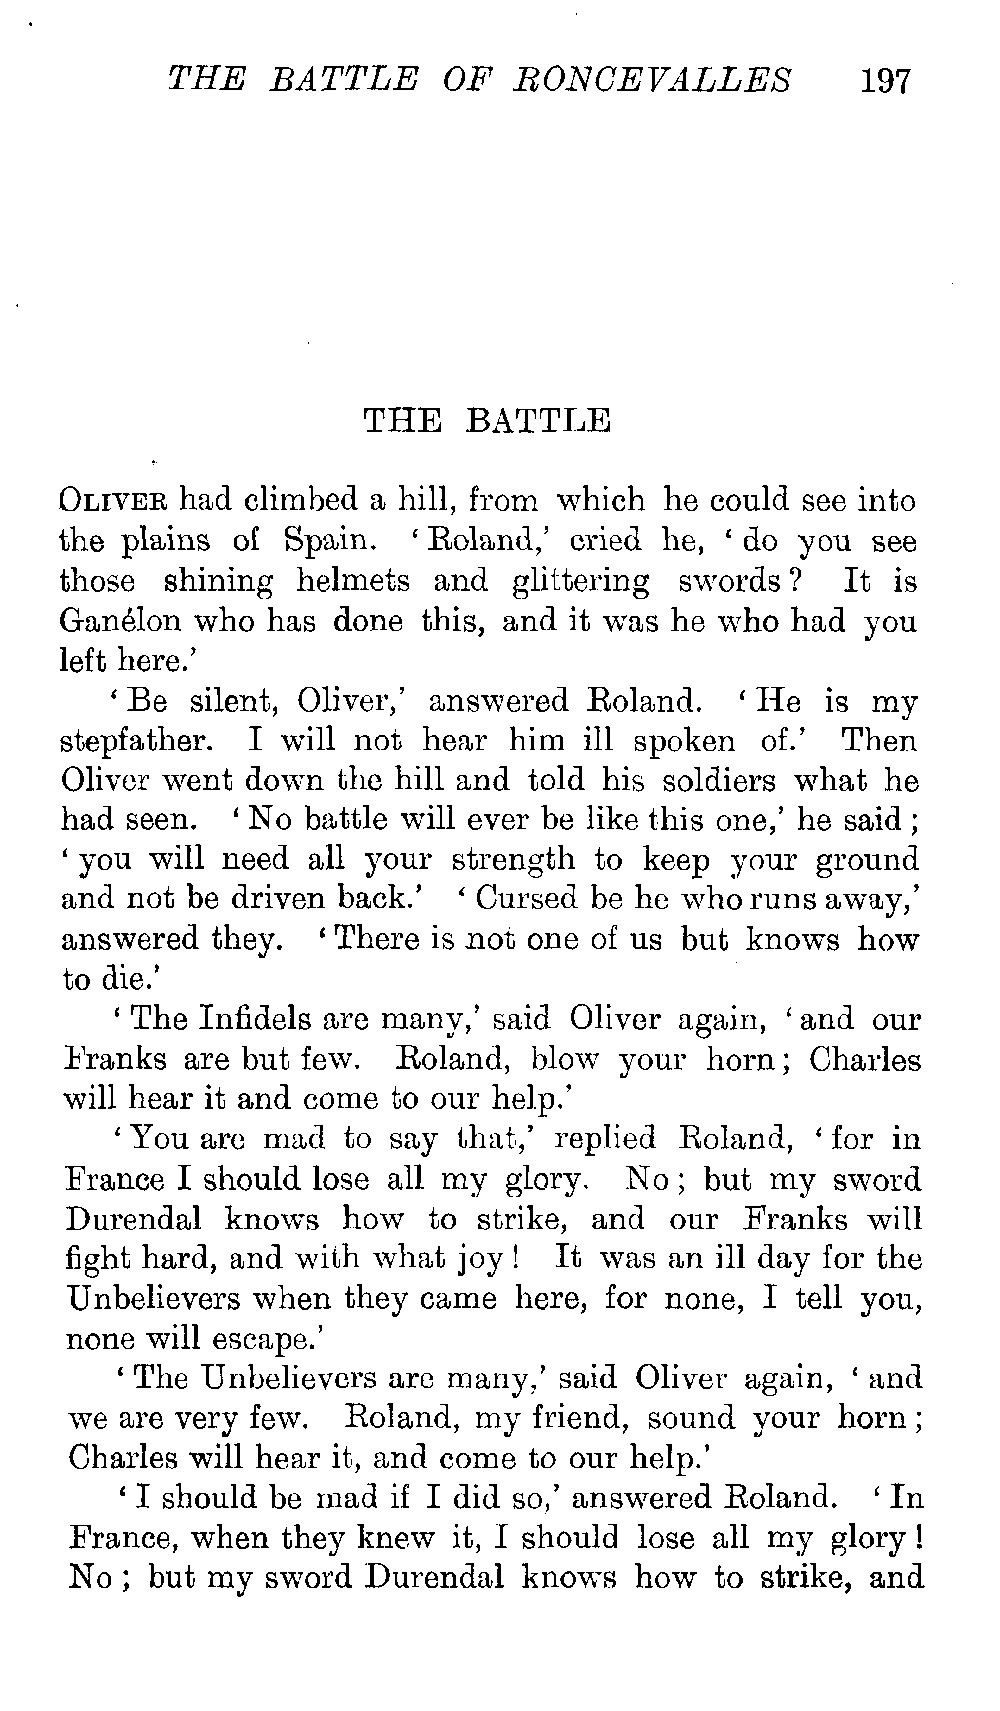 THE BATTLE OF RONCEVALLES 197
THE BATTLE
OLIVER had climbed a hill, from which he could see into
the plains of Spain. ‘Roland,’ cried he, ‘do you see
those shining helmets and glittering swords? It is
Ganélon who has done this, and it was he who had you
left here.’
‘Be silent, Oliver,’ answered Roland. ‘He is my
stepfather. I will not hear him ill spoken of.’ Then
Oliver went down the hill and told his soldiers what he
had seen. ‘No battle will ever be like this one,’ he said;
‘you will need all your strength to keep your ground
and not be driven back.’ ‘Cursed be he who runs away,’
answered they. ‘There is not one of us but knows how
to die.’
‘The Infidels are many,’ said Oliver again, ‘and our
Franks are but few. Roland, blow your horn; Charles
will hear it and come to our help.’
‘You are mad to say that,’ replied Roland, ‘for in
France I should lose all my glory. No; but my sword
Durendal knows how to strike, and our Franks will
fight hard, and with what joy! It was an ill day for the
Unbelievers when they came here, for none, I tell you,
none will escape.’
‘The Unbelievers are many,’ said Oliver again, ‘and
we are very few. Roland, my friend, sound your horn;
Charles will hear it, and come to our help.’
‘I should be mad if I did so,’ answered Roland. ‘In
France, when they knew it, I should lose all my glory!
No; but my sword Durendal knows how to strike, and